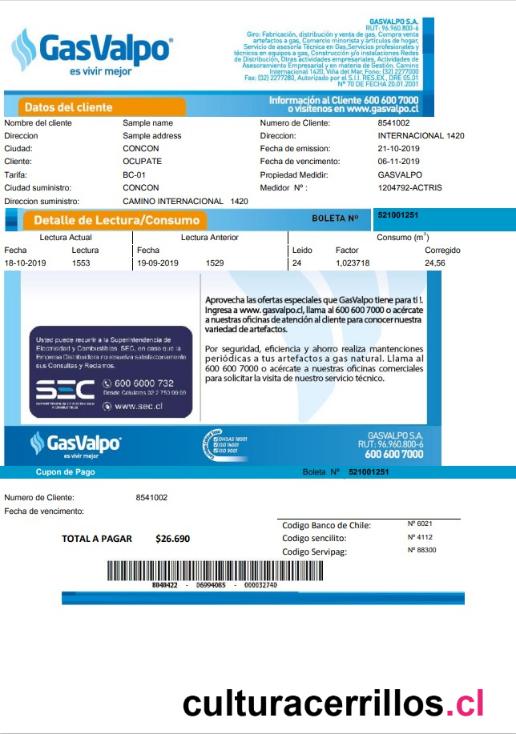 GasValpo
es vivir mejor
GASVALPO S.A.
RUT: 96.960.800-6
Giro: Fabricación, distribución y venta de gas, Compra venta
artefactos a gas, Comercio minorista y artículos de hogar,
Servicio de asesoría Técnica en Gas,Servicios profesionales y
técnicos en equipos a gas, Construcción y/o instalaciones Redes
de Distribución, Otras actividades empresariales, Actividades de
Asesoramiento Empresarial y en materia de Gestión. Camino
Internacional 1420, Viña del Mar, Fono: (32) 2277000
Fax: (32) 2277280, Autorizado por el S.I.I RES.EX., DRE 05.01
Nº 70 DE FECHA 20.01.2001
Datos del cliente
Información al Cliente 600 600 7000
o visítenos en www.gasvalpo.cl
Nombre del cliente Sample name Numero de Cliente: 8541002
Direccion Sample address Direccion: INTERNACIONAL 1420
Ciudad: CONCON Fecha de emission: 21-10-2019
Cliente: OCUPATE Fecha de vencimento: 06-11-2019
Tarifa: BC-01 Propiedad Medidir: GASVALPO
Ciudad suministro: CONCON Medidor Nº : 1204792-ACTRIS
Direccion suministro: CAMINO INTERNACIONAL 1420
Detalle de Lectura/Consumo BOLETA Nº 521001251
Lectura Actual Lectura Anterior Consumo (m³)
Fecha Lectura Fecha Leido Factor Corregido
18-10-2019 1553 19-09-2019 1529 24 1,023718 24,56
Aprovecha las ofertas especiales que GasValpo tiene para ti !.
Ingresa a www. gasvalpo.cl, llama al 600 600 7000 o acércate
a nuestras oficinas de atención al cliente para conocer nuestra
variedad de artefactos.
Por seguridad, eficiencia y ahorro realiza mantenciones
periódicas a tus artefactos a gas natural. Llama al
600 600 7000 o acércate a nuestras oficinas comerciales
para solicitar la visita de nuestro servicio técnico.
Usted puede recurir a la Superintendencia de
Electricidad y Combustibles SEC, en caso que la
Empresa Distribuidora no resuelva satisfactoriamente
sus Consultas y Reclamos.
SEC
600 6000 732
Desde Celulares 02 2 750 99 99
www.sec.cl
GasValpo
es vivir mejor
OHSAS 18001
ISO 14001
ISO 9001
GASVALPO S.A.
RUT: 96.960.800-6
600 600 7000
Cupon de Pago Boleta Nº 521001251
Numero de Cliente: 8541002
Fecha de vencimento:
TOTAL A PAGAR $26.690
Codigo Banco de Chile: Nº 6021
Codigo sencilito: Nº 4112
Codigo Servipag: Nº 88300
8048422 - 06994085 - 000032740
culturacerrillos.cl